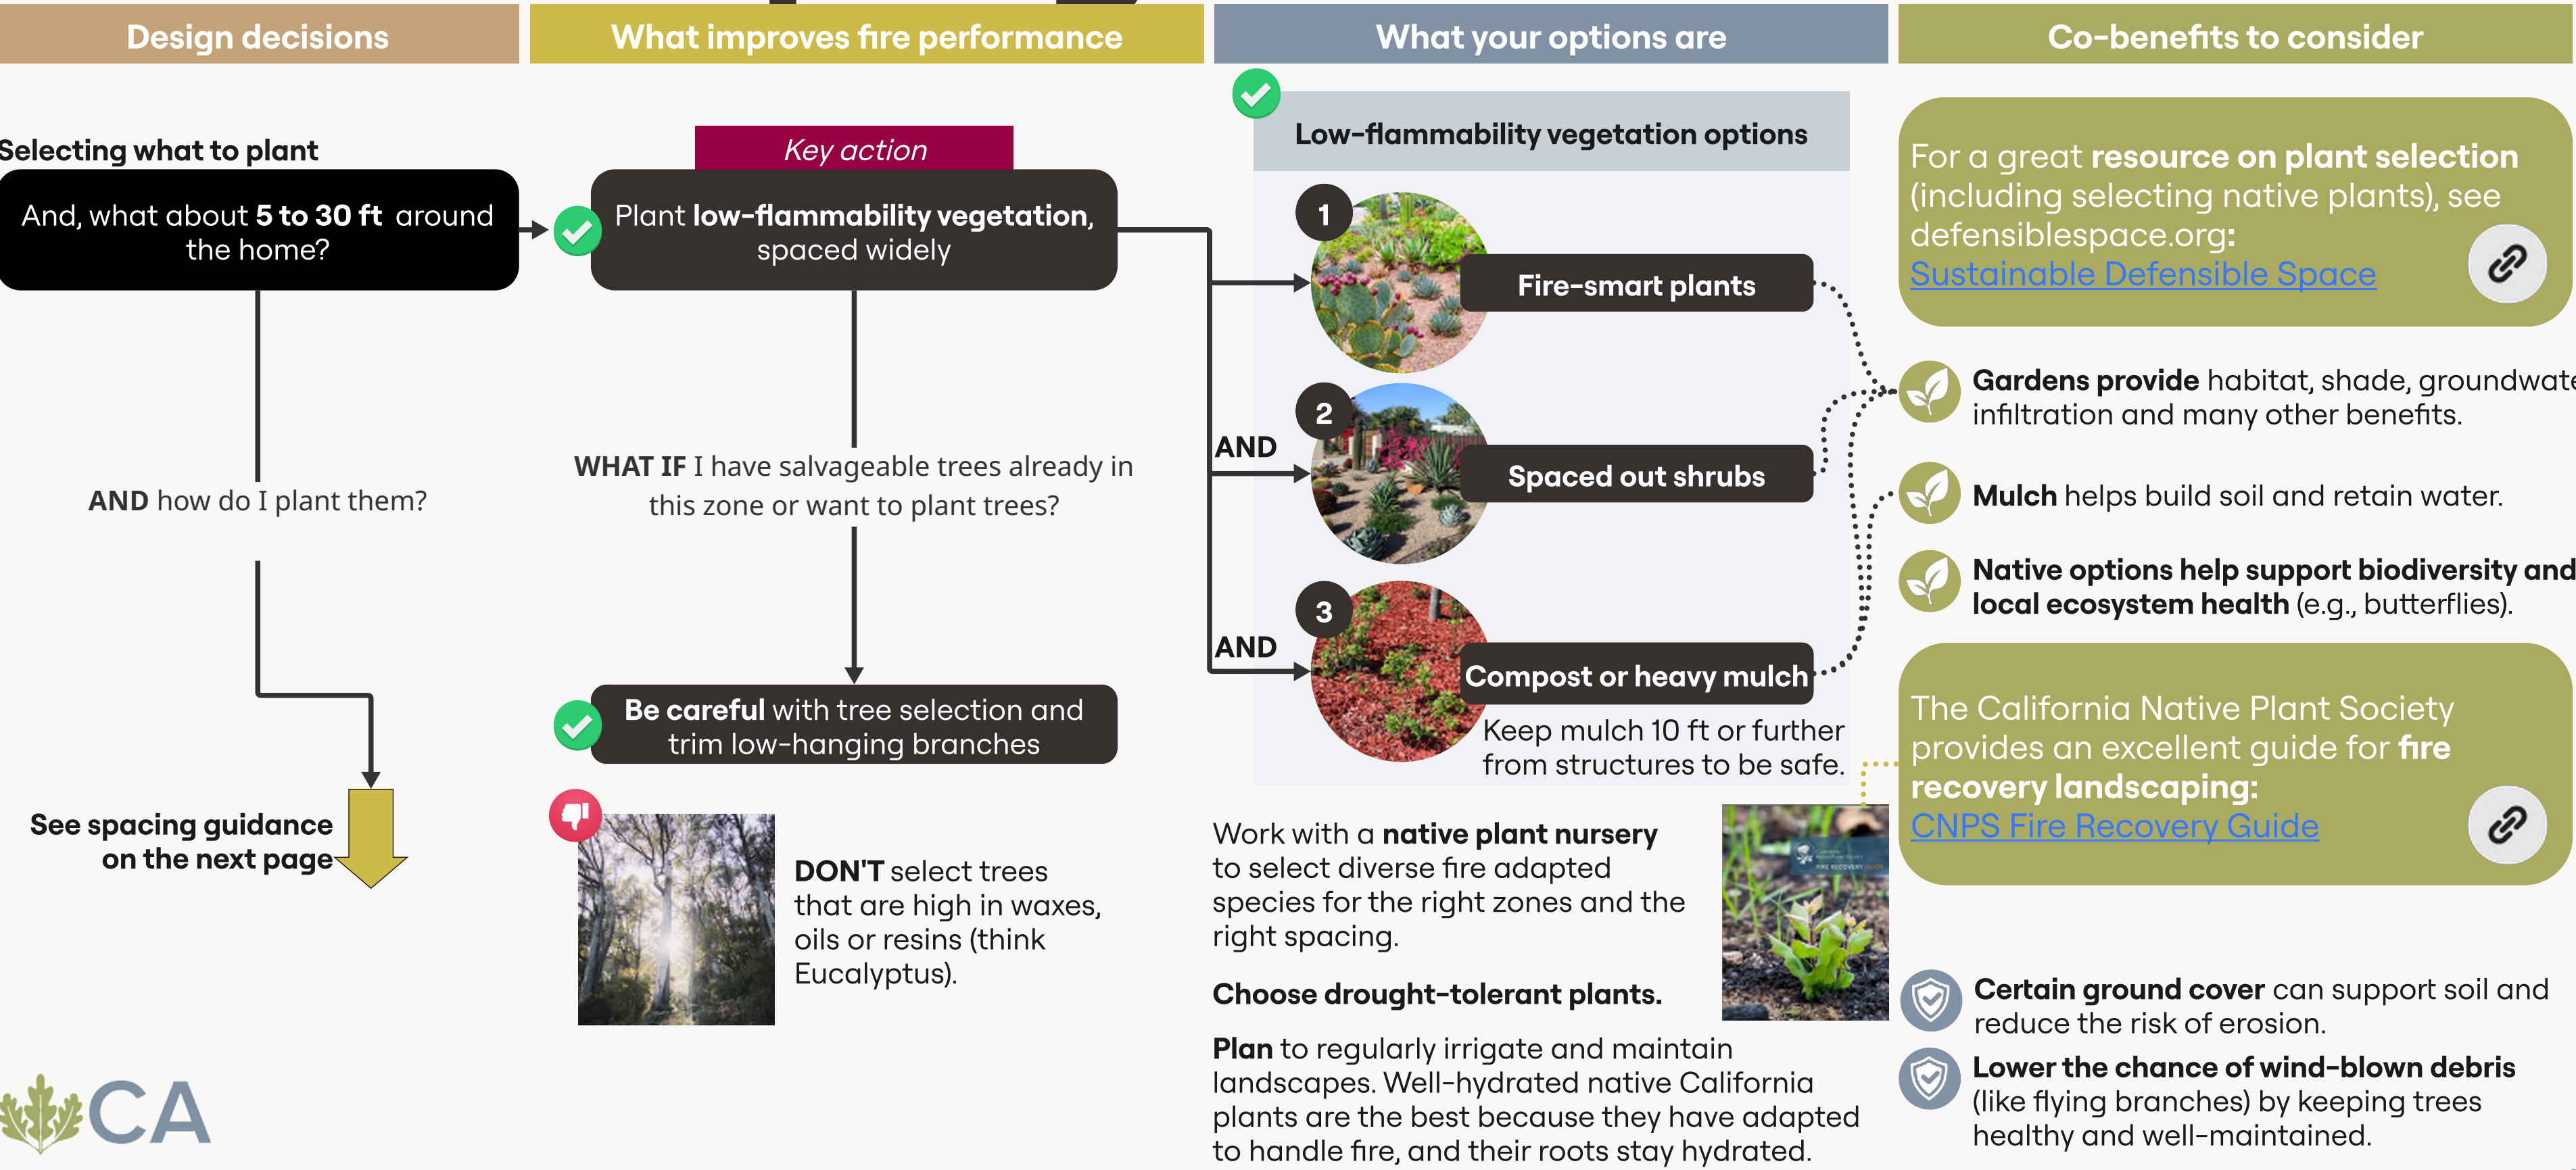 Design decisions
What improves fire performance
What your options are
Co-benefits to consider
Selecting what to plant
And, what about 5 to 30 ft around
the home?
AND how do I plant them?
See spacing guidance
on the next page
Key action
Plant low-flammability vegetation,
spaced widely
WHAT IF I have salvageable trees already in
this zone or want to plant trees?
Be careful with tree selection and
trim low-hanging branches
DON'T select trees
that are high in waxes,
oils or resins (think
Eucalyptus).
Low-flammability vegetation options
1
Fire-smart plants
AND
2
Spaced out shrubs
AND
3
Compost or heavy mulch
Keep mulch 10 ft or further
from structures to be safe.
Work with a native plant nursery
to select diverse fire adapted
species for the right zones and the
right spacing.
FIRE RECOVERY GUIDE
Choose drought-tolerant plants.
Plan to regularly irrigate and maintain
landscapes. Well-hydrated native California
plants are the best because they have adapted
to handle fire, and their roots stay hydrated.
For a great resource on plant selection
(including selecting native plants), see
defensiblespace.org:
Sustainable Defensible Space
Gardens provide habitat, shade, groundwate
infiltration and many other benefits.
Mulch helps build soil and retain water.
Native options help support biodiversity and
local ecosystem health (e.g., butterflies).
The California Native Plant Society
provides an excellent guide for fire
recovery landscaping:
CNPS Fire Recovery Guide
Certain ground cover can support soil and
reduce the risk of erosion.
Lower the chance of wind-blown debris
(like flying branches) by keeping trees
healthy and well-maintained.
CA